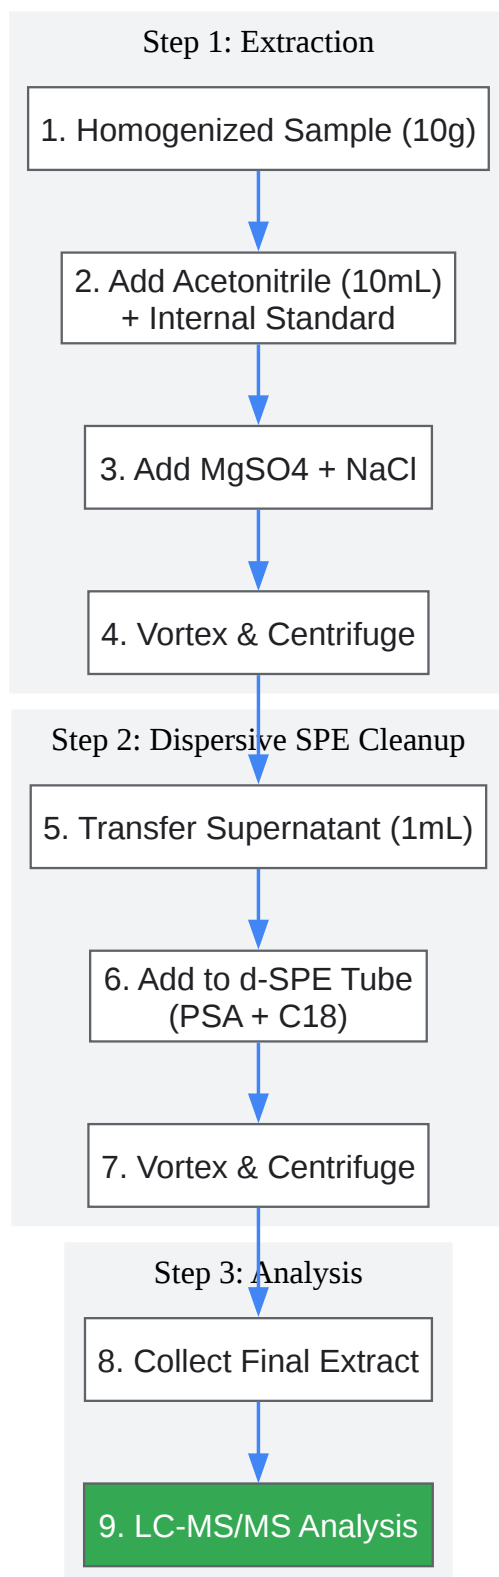 Step 1: Extraction
1. Homogenized Sample (10g)
2. Add Acetonitrile (10mL)
+ Internal Standard
3. Add MgSO4 + NaCl
4. Vortex & Centrifuge
Step 2: Dispersive SPE Cleanup
5. Transfer Supernatant (1mL)
6. Add to d-SPE Tube
(PSA + C18)
7. Vortex & Centrifuge
Step 3: Analysis
8. Collect Final Extract
9. LC-MS/MS Analysis